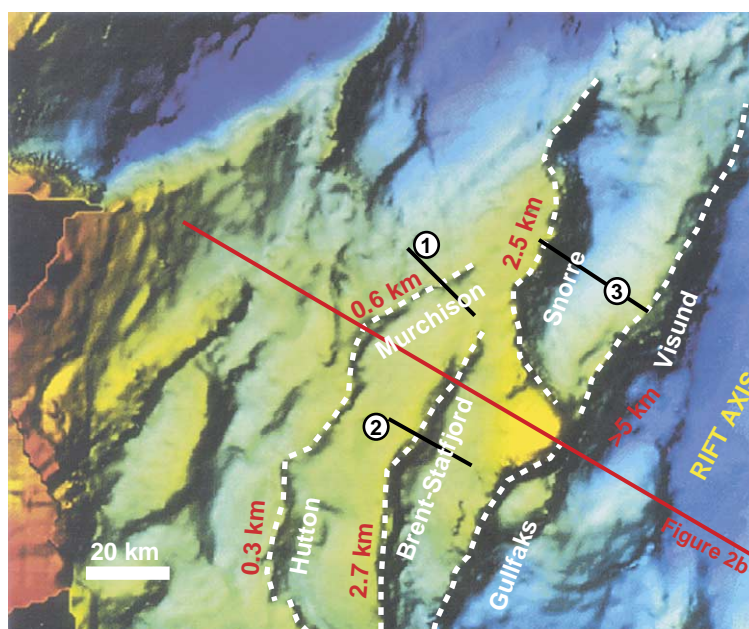 1
2.5 km
0.6 km
Murchison
Snorre
3
Visund
>5 km
RIFT AXIS
2
Brent-Statfjord
0.3 km
Hutton
2.7 km
Gullfaks
Figure 2b
20 km